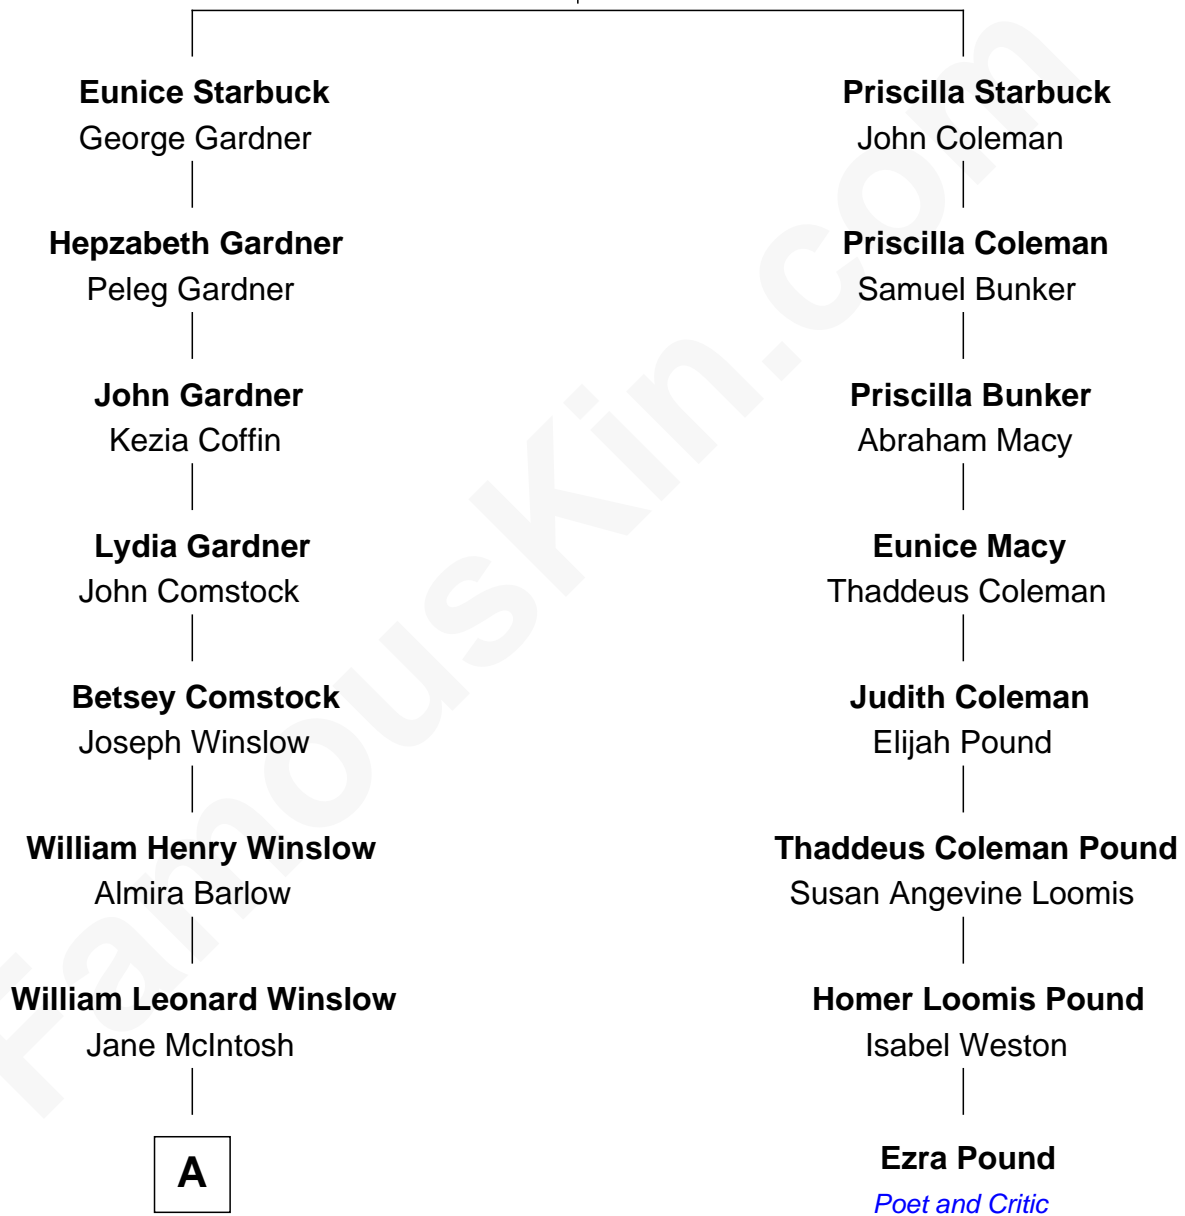 Eunice Starbuck
George Gardner
Hepzabeth Gardner
Peleg Gardner
John Gardner
Kezia Coffin
Lydia Gardner
John Comstock
Betsey Comstock
Joseph Winslow
William Henry Winslow
Almira Barlow
William Leonard Winslow
Jane McIntosh
A
Priscilla Starbuck
John Coleman
Priscilla Coleman
Samuel Bunker
Priscilla Bunker
Abraham Macy
Eunice Macy
Thaddeus Coleman
Judith Coleman
Elijah Pound
Thaddeus Coleman Pound
Susan Angevine Loomis
Homer Loomis Pound
Isabel Weston
Ezra Pound
Poet and Critic
FamousKin.com